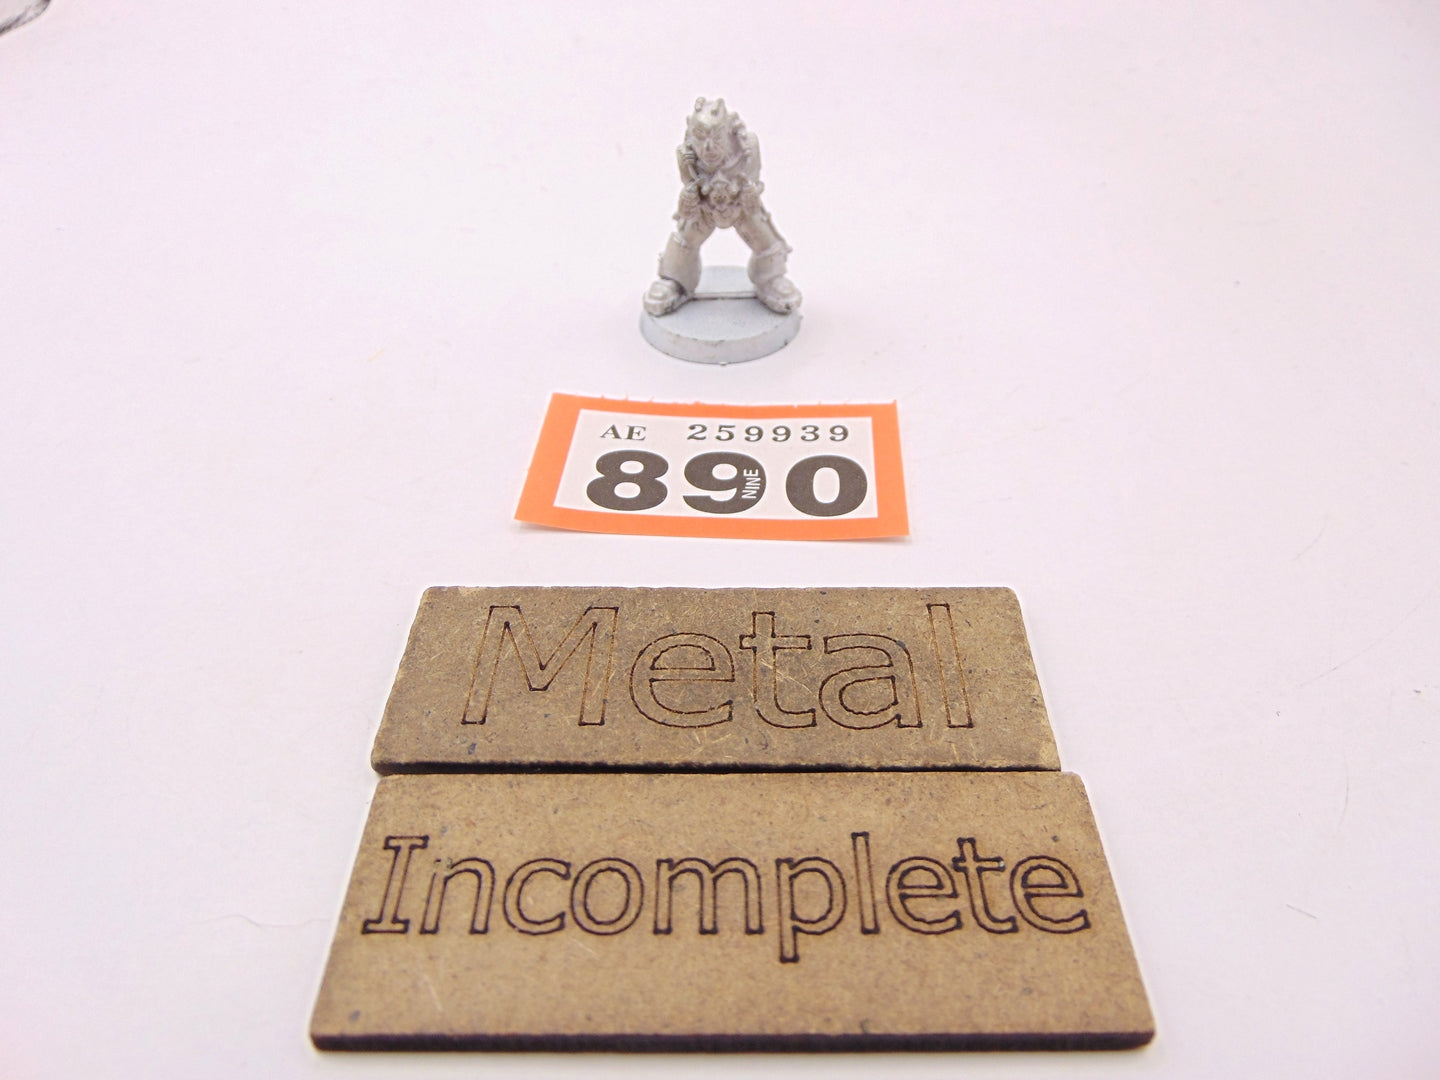 AE 259939
890
NINE
Metal
Incomplete